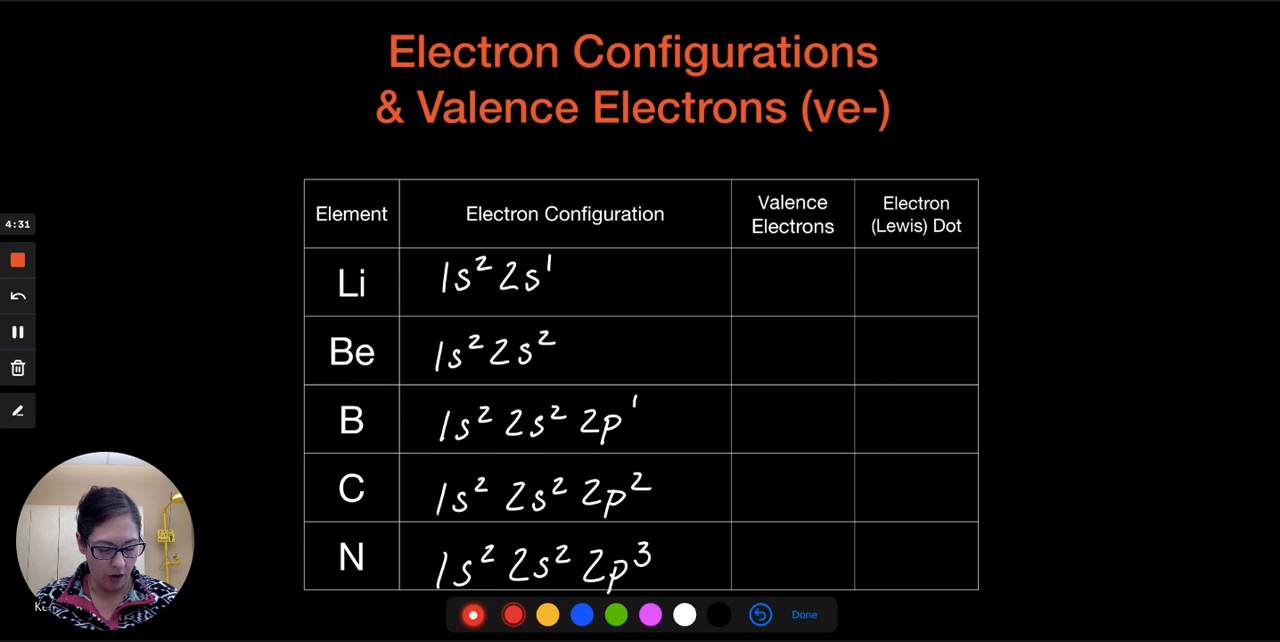 Electron Configurations
& Valence Electrons (ve-)
Element Electron Configuration Valence Electrons Electron (Lewis) Dot
4:31
Li 1s² 2s¹
Be 1s² 2s²
B 1s² 2s² 2p¹
C 1s² 2s² 2p²
N 1s² 2s² 2p³
Done